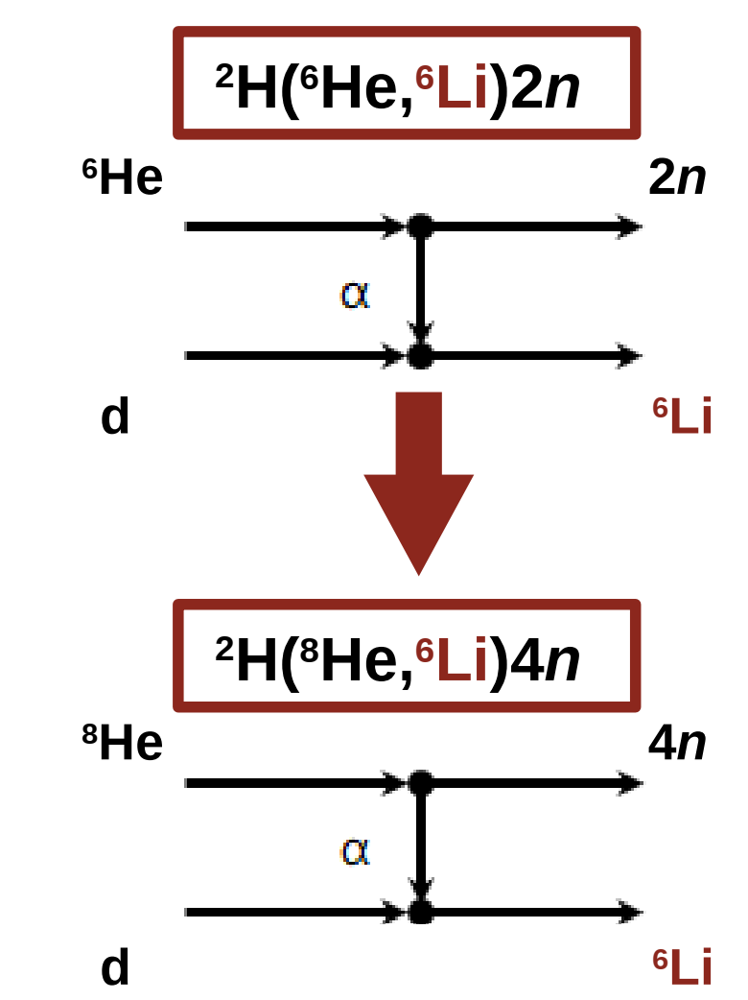 ²H(⁶He,⁶Li)2n
⁶He 2n
α
d ⁶Li
²H(⁸He,⁶Li)4n
⁸He 4n
α
d ⁶Li